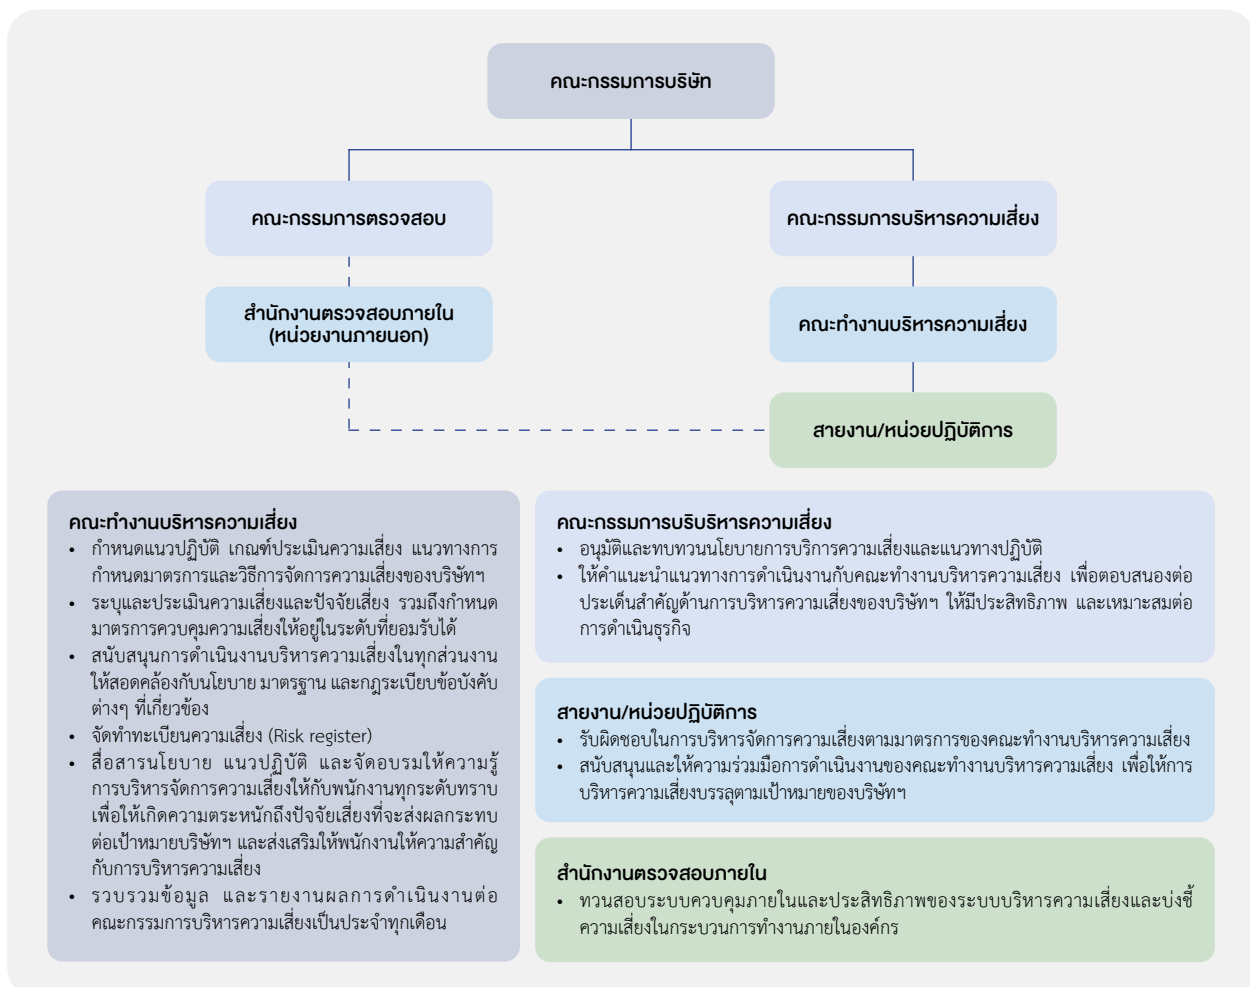 คณะกรรมการบริษัท
คณะกรรมการตรวจสอบ
คณะกรรมการบริหารความเสี่ยง
สำนักงานตรวจสอบภายใน
(หน่วยงานภายนอก)
คณะทำงานบริหารความเสี่ยง
สายงาน/หน่วยปฏิบัติการ
คณะทำงานบริหารความเสี่ยง
• กำหนดแนวปฏิบัติ เกณฑ์ประเมินความเสี่ยง แนวทางการ
กำหนดมาตรการและวิธีการจัดการความเสี่ยงของบริษัทฯ
• ระบุและประเมินความเสี่ยงและปัจจัยเสี่ยง รวมถึงกำหนด
มาตรการควบคุมความเสี่ยงให้อยู่ในระดับที่ยอมรับได้
• สนับสนุนการดำเนินงานบริหารความเสี่ยงในทุกส่วนงาน
ให้สอดคล้องกับนโยบาย มาตรฐาน และกฎระเบียบข้อบังคับ
ต่างๆ ที่เกี่ยวข้อง
• จัดทำทะเบียนความเสี่ยง (Risk register)
• สื่อสารนโยบาย แนวปฏิบัติ และจัดอบรมให้ความรู้
การบริหารจัดการความเสี่ยงให้กับพนักงานทุกระดับทราบ
เพื่อให้เกิดความตระหนักถึงปัจจัยเสี่ยงที่จะส่งผลกระทบ
ต่อเป้าหมายบริษัทฯ และส่งเสริมให้พนักงานให้ความสำคัญ
กับการบริหารความเสี่ยง
• รวบรวมข้อมูล และรายงานผลการดำเนินงานต่อ
คณะกรรมการบริหารความเสี่ยงเป็นประจำทุกเดือน
คณะกรรมการบริบริหารความเสี่ยง
• อนุมัติและทบทวนนโยบายการบริการความเสี่ยงและแนวทางปฏิบัติ
• ให้คำแนะนำแนวทางการดำเนินงานกับคณะทำงานบริหารความเสี่ยง เพื่อตอบสนองต่อ
ประเด็นสำคัญด้านการบริหารความเสี่ยงของบริษัทฯ ให้มีประสิทธิภาพ และเหมาะสมต่อ
การดำเนินธุรกิจ
สายงาน/หน่วยปฏิบัติการ
• รับผิดชอบในการบริหารจัดการความเสี่ยงตามมาตรการของคณะทำงานบริหารความเสี่ยง
• สนับสนุนและให้ความร่วมมือการดำเนินงานของคณะทำงานบริหารความเสี่ยง เพื่อให้การ
บริหารความเสี่ยงบรรลุตามเป้าหมายของบริษัทฯ
สำนักงานตรวจสอบภายใน
• ทวนสอบระบบควบคุมภายในและประสิทธิภาพของระบบบริหารความเสี่ยงและบ่งชี้
ความเสี่ยงในกระบวนการทำงานภายในองค์กร